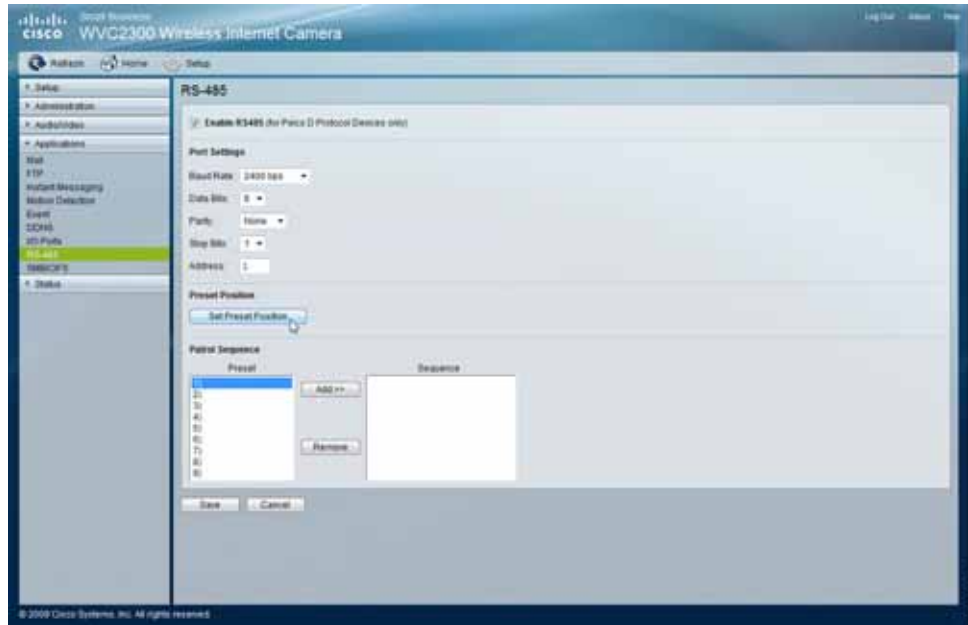 Small Business
cisco WVC2300 Wireless Internet Camera
Log Out About Help
Refresh Home Setup
Setup
Administration
Audio/Video
Applications
Mail
FTP
Instant Messaging
Motion Detection
Event
DDNS
I/O Ports
RS-485
SMB/CIFS
Status
RS-485
Enable RS485 (for Pelco D Protocol Devices only)
Port Settings
Baud Rate: 2400 bps
Data Bits: 8
Parity: None
Stop Bits: 1
Address: 1
Preset Position
Set Preset Position
Patrol Sequence
Preset Sequence
1)
2)
3)
4)
5)
6)
7)
8)
9)
Add >>
Remove
Save Cancel
© 2009 Cisco Systems, Inc. All rights reserved.